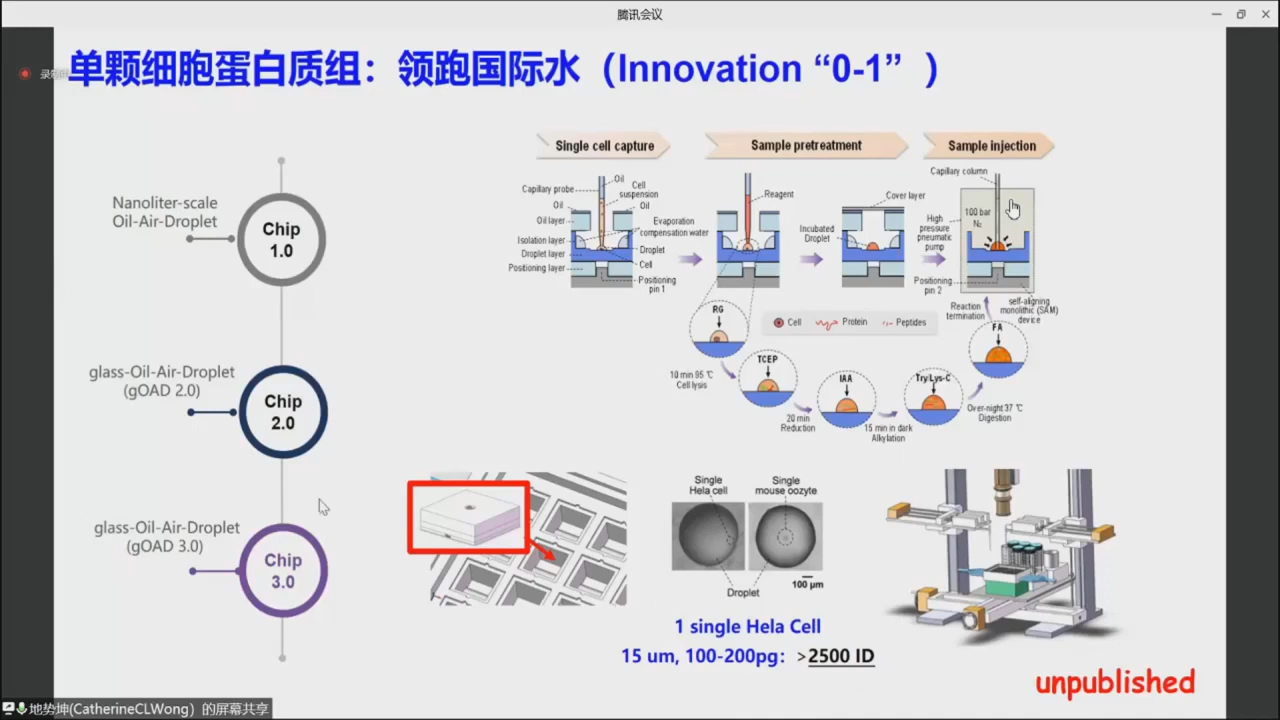 腾讯会议
录制中
单颗细胞蛋白质组：领跑国际水（Innovation “0-1” ）
Nanoliter-scale
Oil-Air-Droplet
Chip
1.0
glass-Oil-Air-Droplet
(gOAD 2.0)
Chip
2.0
glass-Oil-Air-Droplet
(gOAD 3.0)
Chip
3.0
Single cell capture
Sample pretreatment
Sample injection
Capillary probe
Oil
Cell
suspension
Oil
Oil
Oil layer
Evaporation
compensation water
Isolation layer
Droplet layer
Droplet
Cell
Positioning layer
Positioning
pin 1
Reagent
Cover layer
Incubated
Droplet
Capillary column
100 bar
N₂
High
pressure
pneumatic
pump
Positioning
pin 2
self-aligning
monolithic (SAM)
device
Cell
Protein
Peptides
RG
10 min 95 ℃
Cell lysis
TCEP
20 min
Reduction
IAA
15 min in dark
Alkylation
Try/Lys-C
Over-night 37 ℃
Digestion
FA
Reaction
termination
Single
Hela cell
Single
mouse oozyte
Droplet
100 μm
1 single Hela Cell
15 um, 100-200pg：>2500 ID
unpublished
地势坤(CatherineCLWong）的屏幕共享